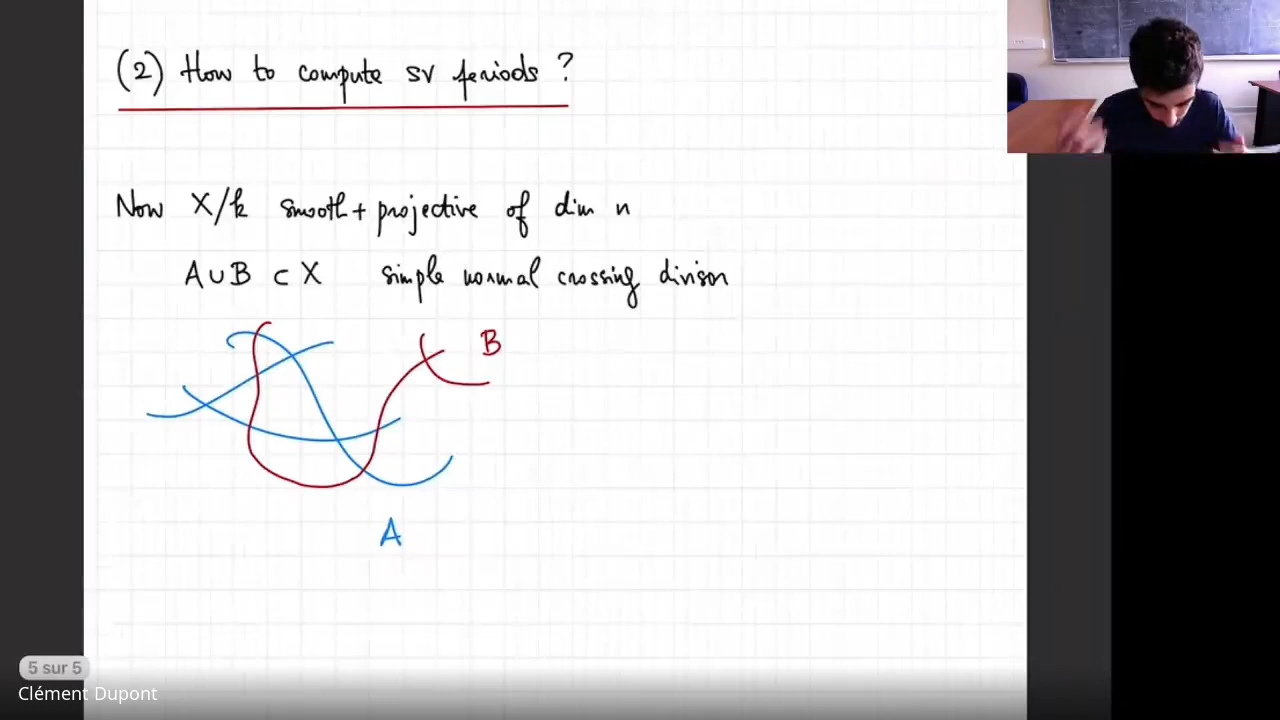 (2) How to compute sv periods ?
Now X/k smooth + projective of dim n
A ∪ B ⊂ X simple normal crossing divisor
B
A
5 sur 5
Clément Dupont